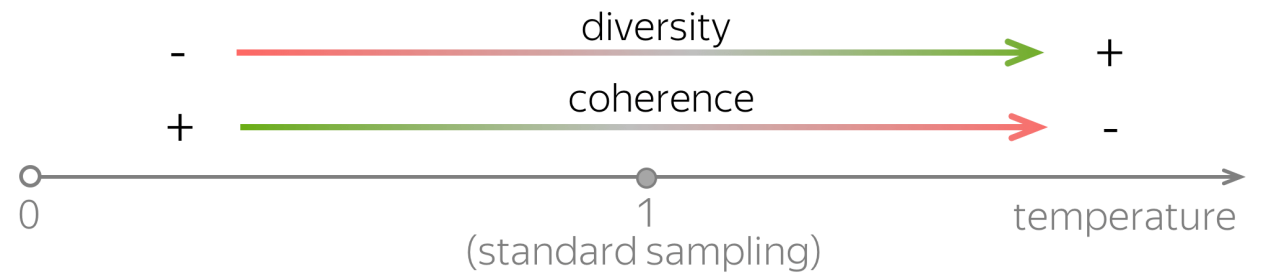 diversity
- +
coherence
+ -
0 1 temperature
(standard sampling)